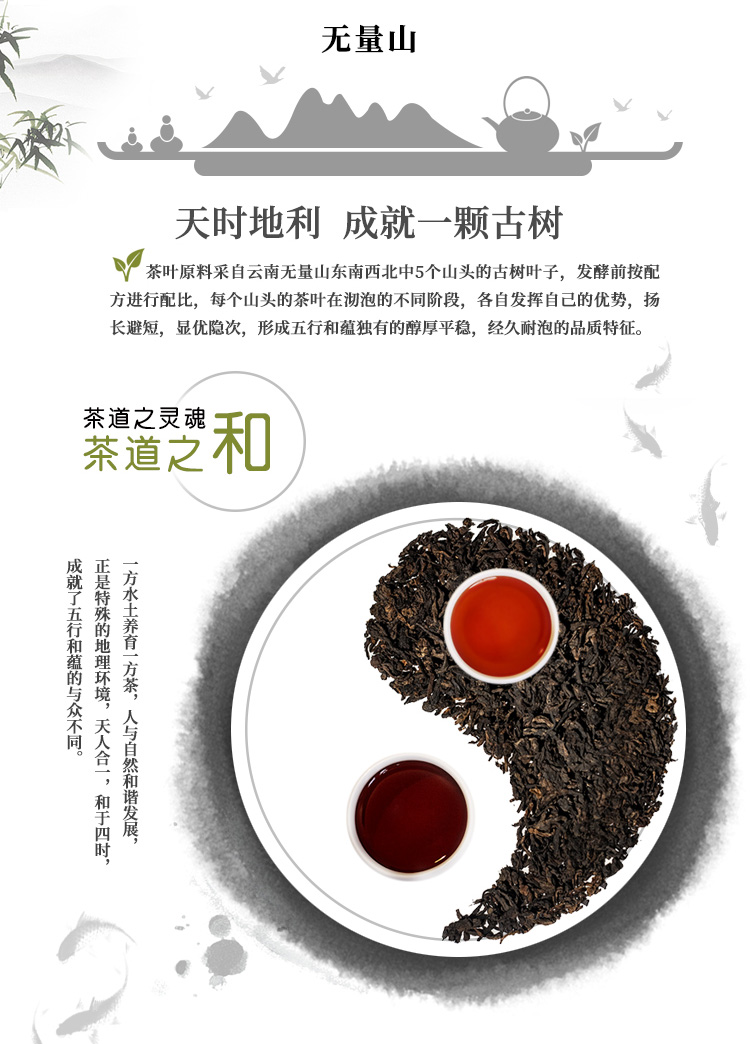 无量山
天时地利 成就一颗古树
茶叶原料采自云南无量山东南西北中5个山头的古树叶子，发酵前按配
方进行配比，每个山头的茶叶在沏泡的不同阶段，各自发挥自己的优势，扬
长避短，显优隐次，形成五行和蕴独有的醇厚平稳，经久耐泡的品质特征。
茶道之灵魂
茶道之和
一方水土养育一方茶，人与自然和谐发展，
正是特殊的地理环境，天人合一，和于四时，
成就了五行和蕴的与众不同。